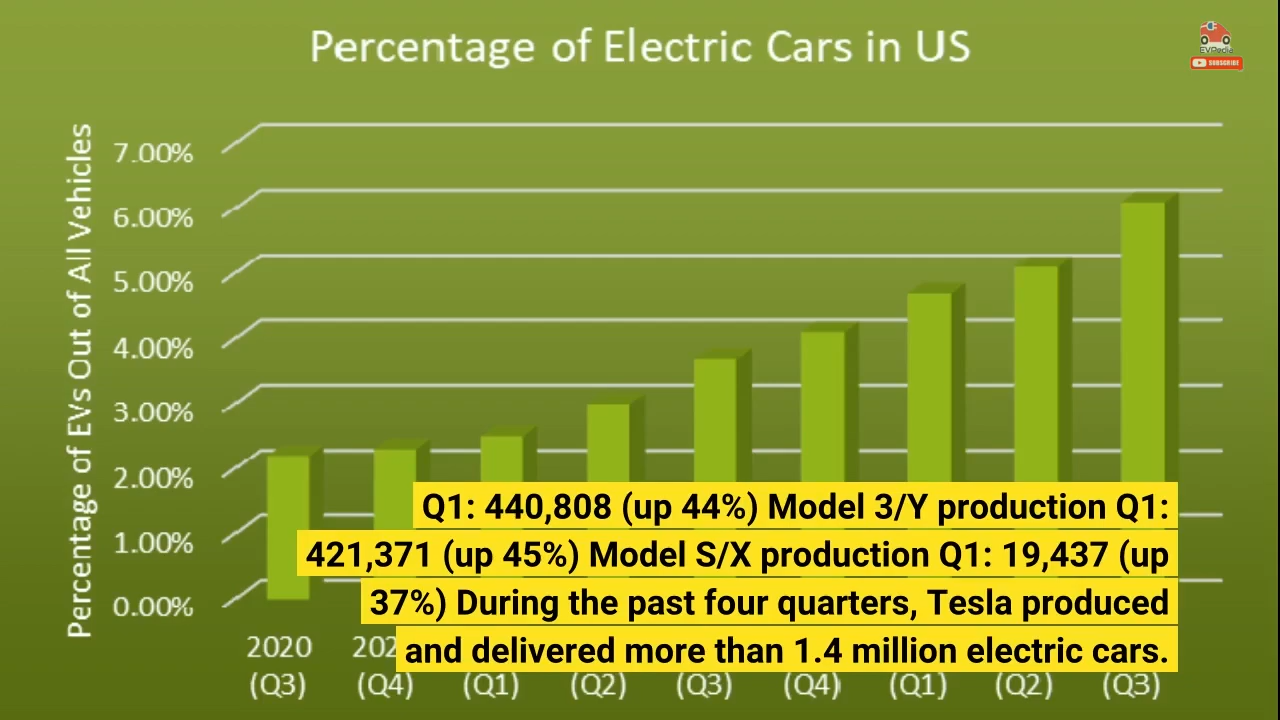 Percentage of Electric Cars in US
EVPedia
SUBSCRIBE
Percentage of EVs Out of All Vehicles
7.00%
6.00%
5.00%
4.00%
3.00%
2.00%
1.00%
0.00%
Q1: 440,808 (up 44%) Model 3/Y production Q1:
421,371 (up 45%) Model S/X production Q1: 19,437 (up
37%) During the past four quarters, Tesla produced
and delivered more than 1.4 million electric cars.
2020
(Q3) (Q4) (Q1) (Q2) (Q3) (Q4) (Q1) (Q2) (Q3)